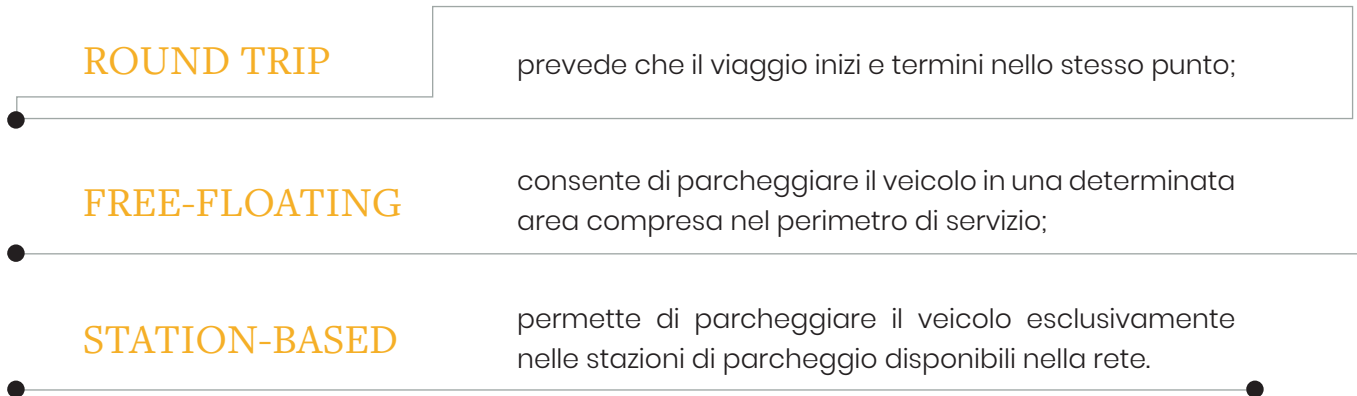 ROUND TRIP
prevede che il viaggio inizi e termini nello stesso punto;
FREE-FLOATING
consente di parcheggiare il veicolo in una determinata
area compresa nel perimetro di servizio;
STATION-BASED
permette di parcheggiare il veicolo esclusivamente
nelle stazioni di parcheggio disponibili nella rete.